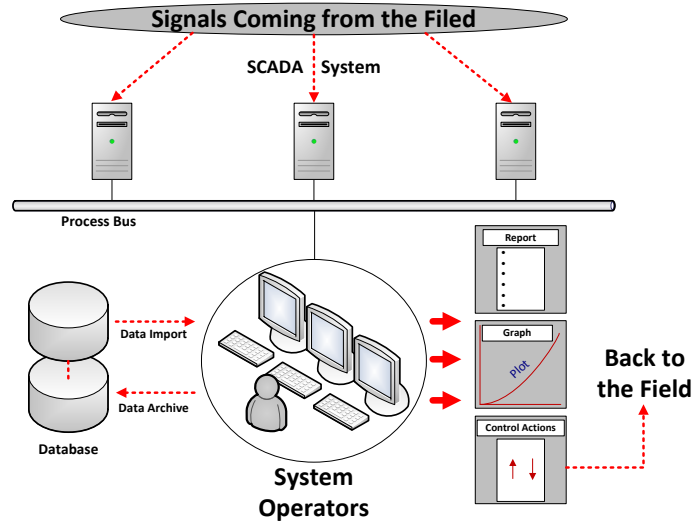 Signals Coming from the Filed
SCADA System
Process Bus
Report
Data Import
Graph
Plot
Back to
the Field
Data Archive
Control Actions
Database
System
Operators